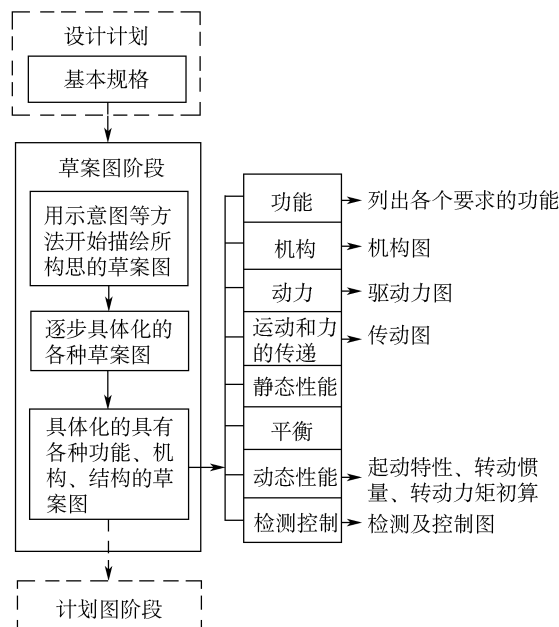 设计计划
基本规格
草案图阶段
用示意图等方
法开始描绘所
构思的草案图
逐步具体化的
各种草案图
具体化的具有
各种功能、机
构、结构的草
案图
计划图阶段
功能
列出各个要求的功能
机构
机构图
动力
驱动力图
运动和力
的传递
传动图
静态性能
平衡
动态性能
起动特性、转动惯
量、转动力矩初算
检测控制
检测及控制图